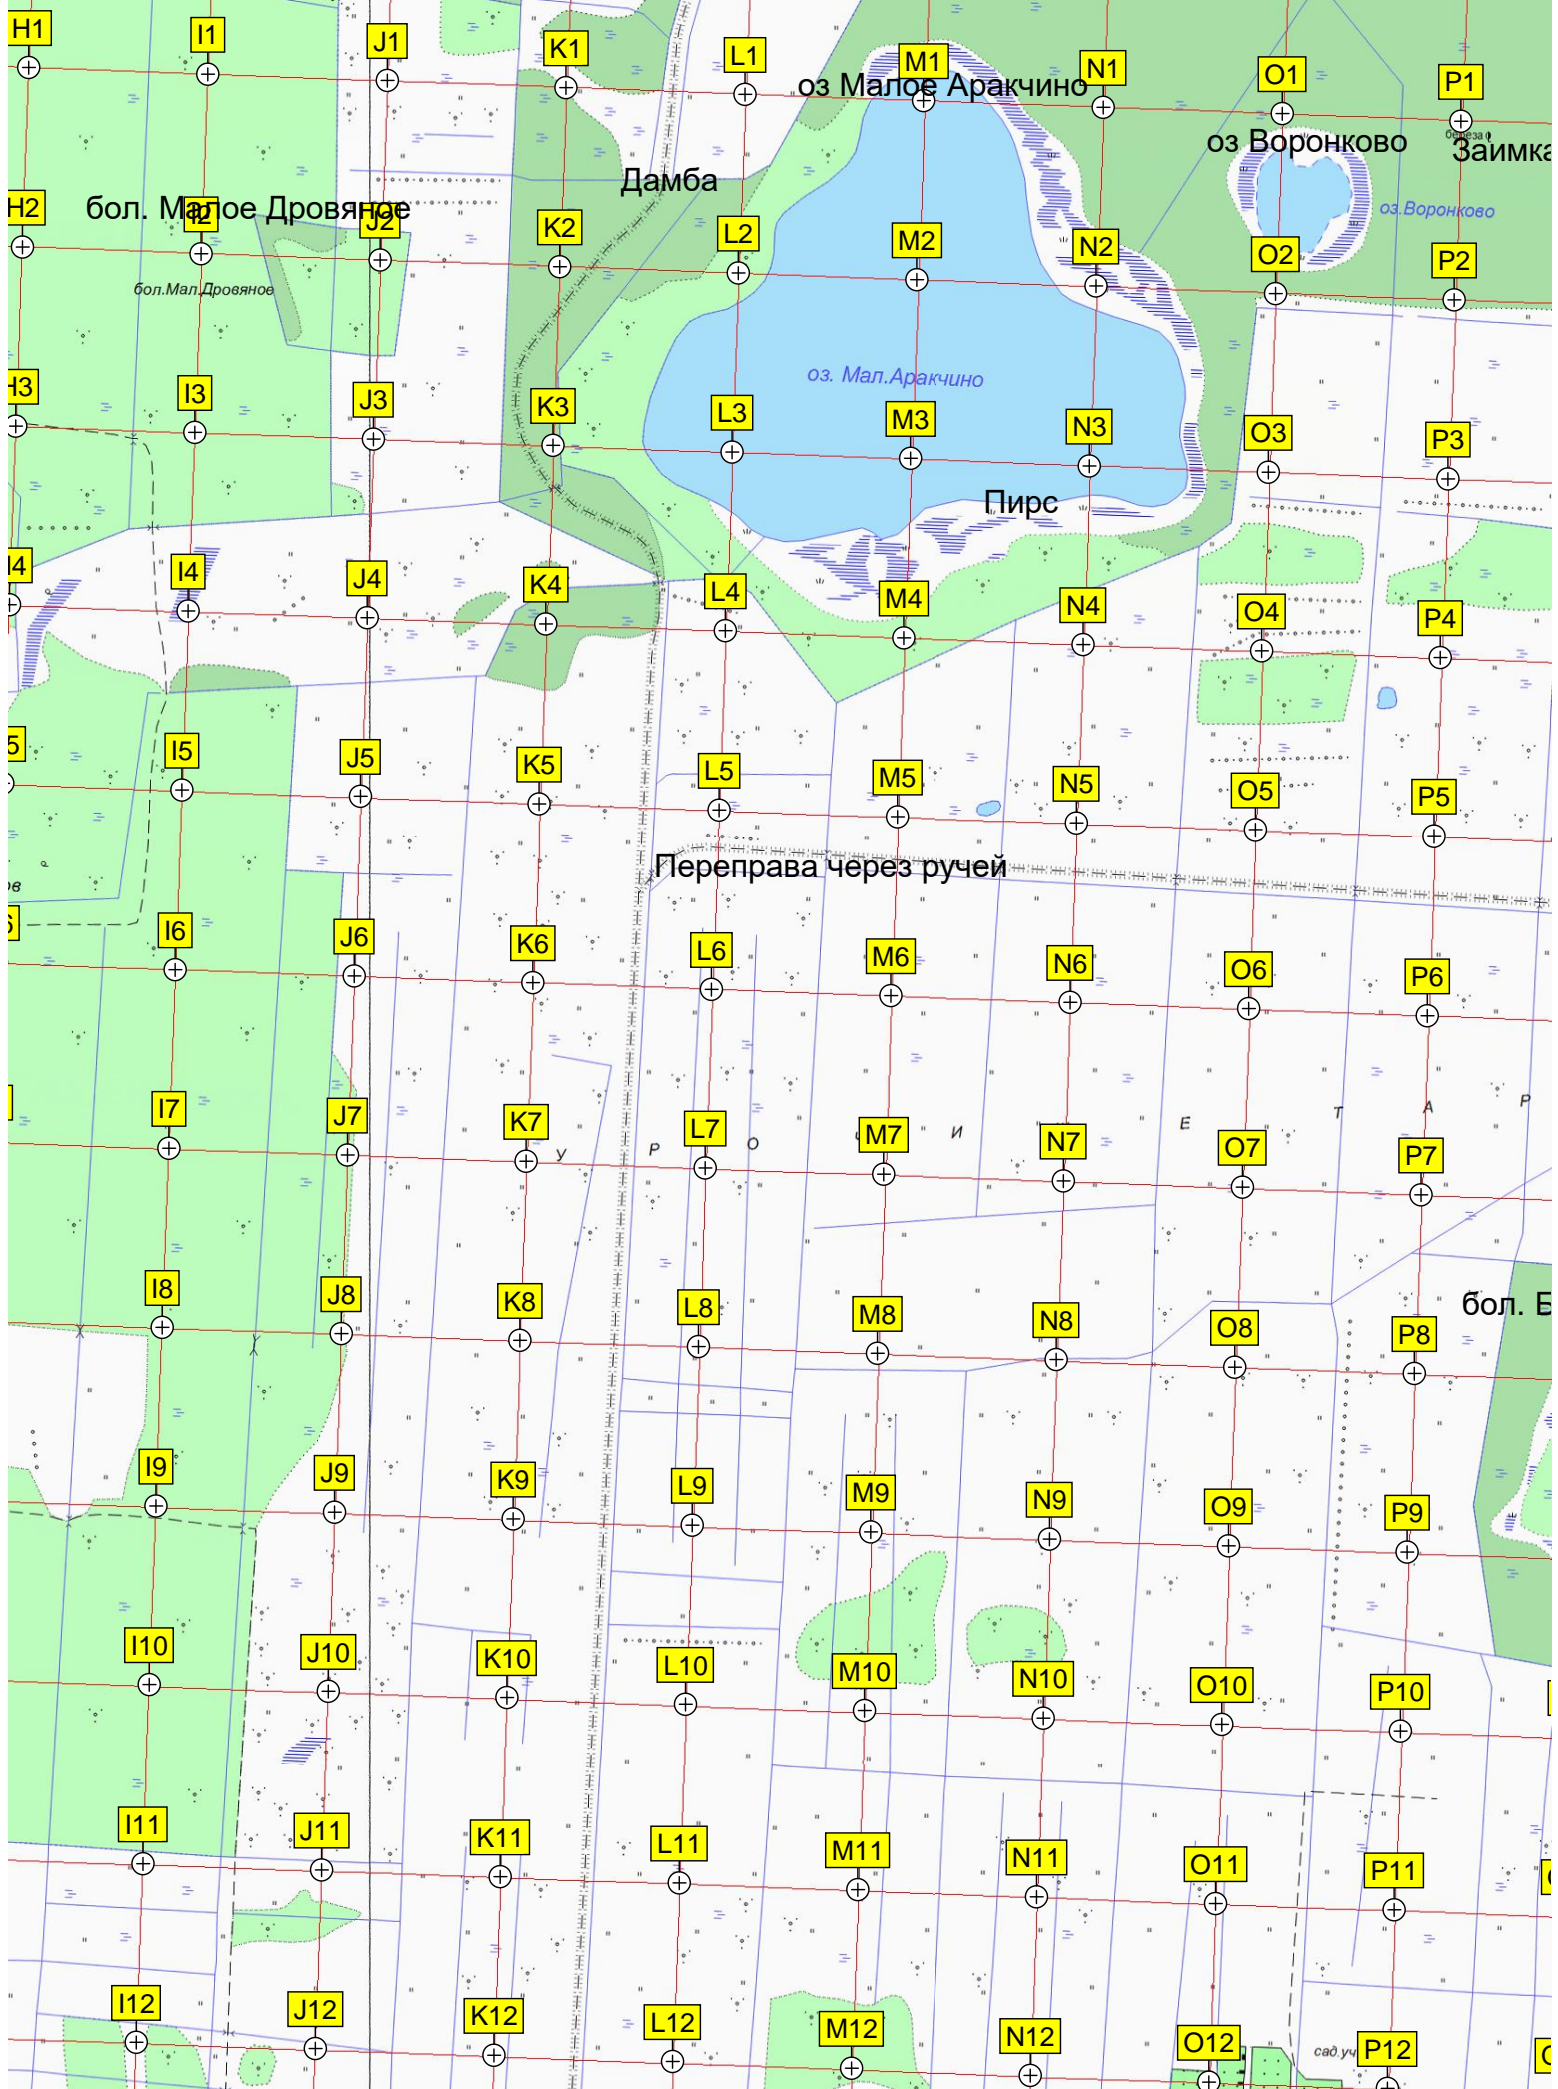 H1 I1 J1 K1 L1 M1 N1 O1 P1
оз Малое Аракчино
оз Воронково
береза
Заимка
Дамба
H2 бол. Малое Дровяное I2 J2 K2 L2 M2 N2 O2 P2
оз.Воронково
бол.Мал.Дровяное
оз. Мал.Аракчино
H3 I3 J3 K3 L3 M3 N3 O3 P3
Пирс
I4 J4 K4 L4 M4 N4 O4 P4
5 I5 J5 K5 L5 M5 N5 O5 P5
Переправа через ручей
ов
I6 J6 K6 L6 M6 N6 O6 P6
I7 J7 K7 L7 M7 N7 O7 P7
У Р О Ч И Е Т А Р
I8 J8 K8 L8 M8 N8 O8 P8
бол. Б
I9 J9 K9 L9 M9 N9 O9 P9
I10 J10 K10 L10 M10 N10 O10 P10
I11 J11 K11 L11 M11 N11 O11 P11
I12 J12 K12 L12 M12 N12 O12 P12
сад.уч